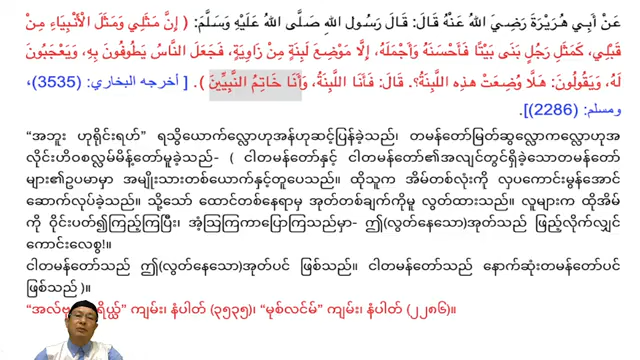 عَنْ أَبِي هُرَيْرَةَ رَضِيَ اللهُ عَنْهُ قَالَ: قَالَ رَسُول اللهِ صَلَّى اللهُ عَلَيْهِ وَسَلَّمَ: ( إِنَّ مَثَلِي وَمَثَلَ الْأَنْبِيَاءِ مِنْ
قَبْلِي، كَمَثَلِ رَجُلٍ بَنَى بَيْتًا فَأَحْسَنَهُ وَأَجْمَلَهُ، إِلَّا مَوْضِعَ لَبِنَةٍ مِنْ زَاوِيَةٍ، فَجَعَلَ النَّاسُ يَطُوفُونَ بِهِ، وَيَعْجَبُونَ
لَهُ، وَيَقُولُونَ: هَلَّا وُضِعَتْ هَذِهِ اللَّبِنَةُ؟. قَالَ: فَأَنَا اللَّبِنَةُ، وَأَنَا خَاتِمُ النَّبِيِّينَ ). [ أخرجه البخاري: (3535)،
ومسلم: (2286)].
“အဘူး ဟုရိုင်းရဟ်” ရသွိယောက်လ္လောဟုအန်ဟုဆင့်ပြန်ခဲ့သည်၊ တမန်တော်မြတ်ဆွလ္လောကလ္လောဟုအ
လိုင်းဟိဝစလ္လမ်မိန့်တော်မူခဲ့သည်- ( ငါတမန်တော်နှင့် ငါတမန်တော်၏အလျင်တွင်ရှိခဲ့သောတမန်တော်
များ၏ဥပမာမှာ အမျိုးသားတစ်ယောက်နှင့်တူပေသည်။ ထိုသူက အိမ်တစ်လုံးကို လှပကောင်းမွန်အောင်
ဆောက်လုပ်ခဲ့သည်။ သို့သော် ထောင့်တစ်နေရာမှ အုတ်တစ်ချက်ကိုမူ လွတ်ထားသည်။ လူများက ထိုအိမ်
ကို ဝိုင်းပတ်၍ကြည့်ကြပြီး၊ အံ့ဩကြကာပြောကြသည်မှာ- ဤ(လွတ်နေသော)အုတ်သည် ဖြည့်လိုက်လျှင်
ကောင်းလေစွ!။
ငါတမန်တော်သည် ဤ(လွတ်နေသော)အုတ်ပင် ဖြစ်သည်။ ငါတမန်တော်သည် နောက်ဆုံးတမန်တော်ပင်
ဖြစ်သည် )။
ကျမ်း၊ နံပါတ် (၃၅၃၅)၊ “မုစ်လင်မ်” ကျမ်း၊ နံပါတ် (၂၂၈၆)။